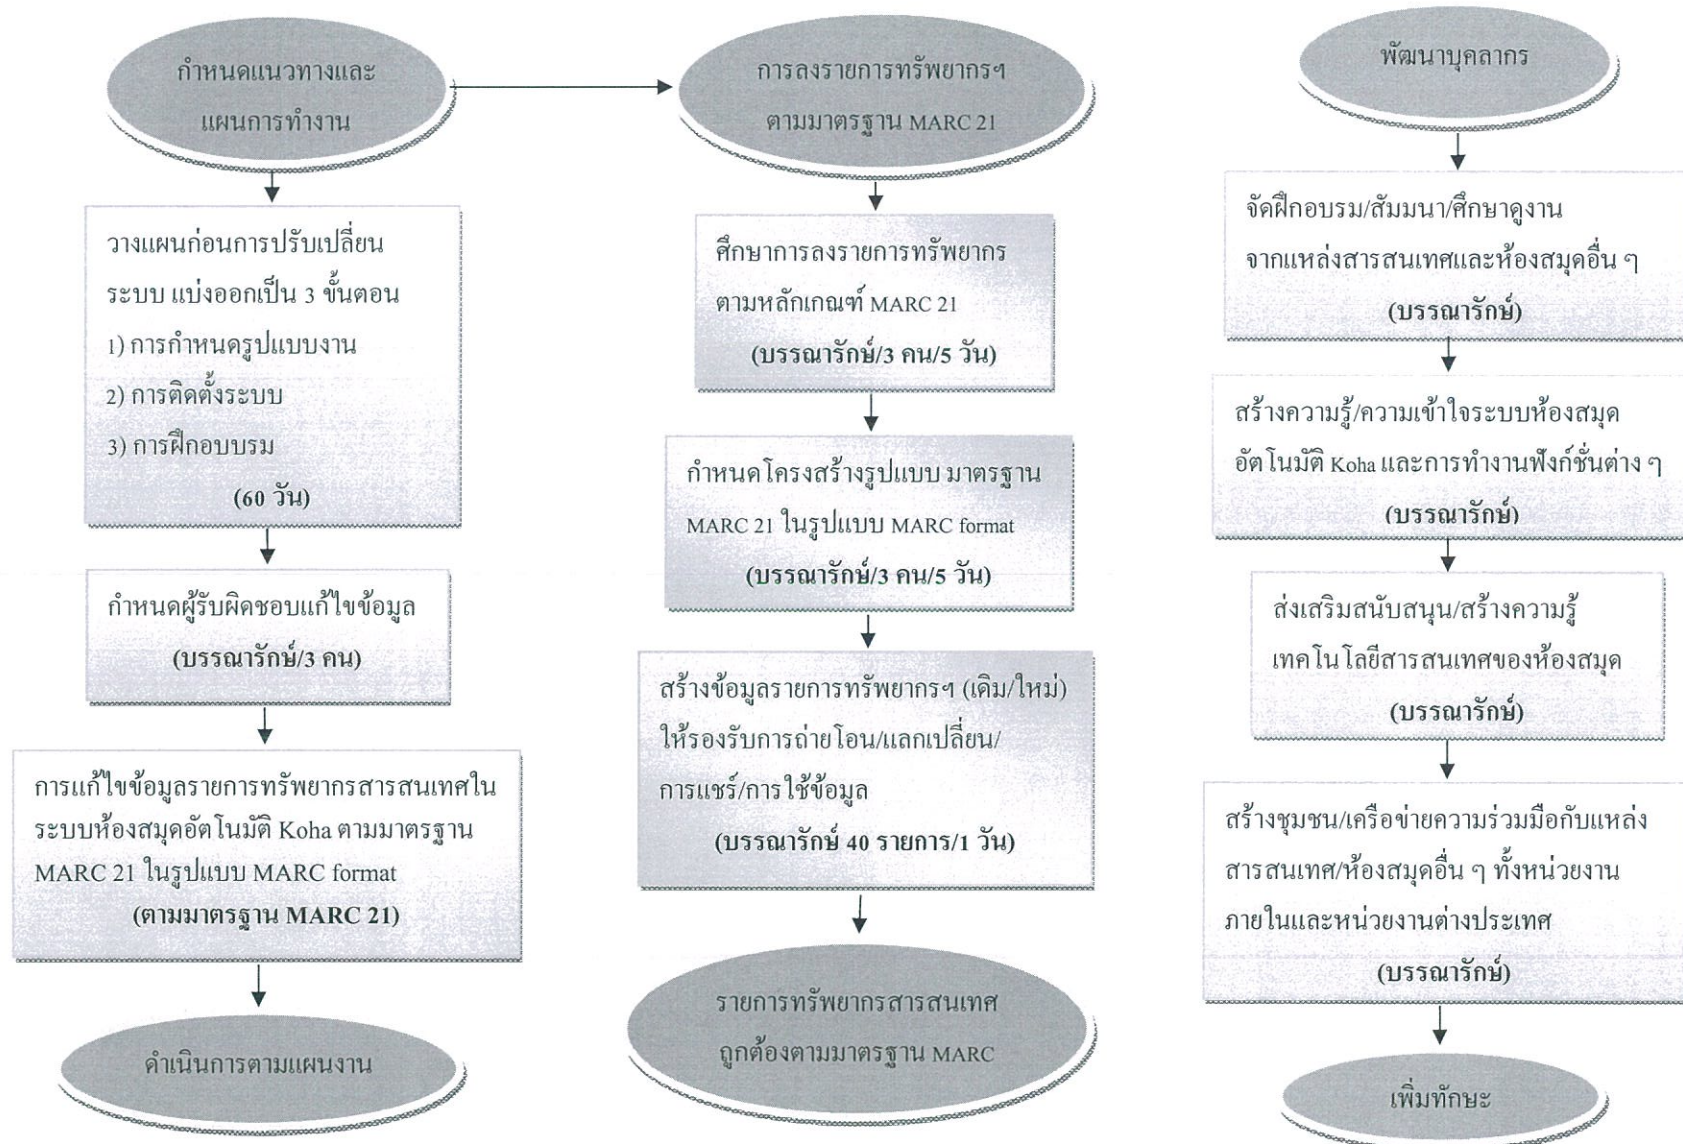 กำหนดแนวทางและ
แผนการทำงาน
วางแผนก่อนการปรับเปลี่ยน
ระบบ แบ่งออกเป็น 3 ขั้นตอน
1) การกำหนดรูปแบบงาน
2) การติดตั้งระบบ
3) การฝึกอบบรม
(60 วัน)
กำหนดผู้รับผิดชอบแก้ไขข้อมูล
(บรรณารักษ์/3 คน)
การแก้ไขข้อมูลรายการทรัพยากรสารสนเทศใน
ระบบห้องสมุดอัตโนมัติ Koha ตามมาตรฐาน
MARC 21 ในรูปแบบ MARC format
(ตามมาตรฐาน MARC 21)
ดำเนินการตามแผนงาน
การลงรายการทรัพยากรฯ
ตามมาตรฐาน MARC 21
ศึกษาการลงรายการทรัพยากร
ตามหลักเกณฑ์ MARC 21
(บรรณารักษ์/3 คน/5 วัน)
กำหนดโครงสร้างรูปแบบ มาตรฐาน
MARC 21 ในรูปแบบ MARC format
(บรรณารักษ์/3 คน/5 วัน)
สร้างข้อมูลรายการทรัพยากรฯ (เดิม/ใหม่)
ให้รองรับการถ่ายโอน/แลกเปลี่ยน/
การแชร์/การใช้ข้อมูล
(บรรณารักษ์ 40 รายการ/1 วัน)
รายการทรัพยากรสารสนเทศ
ถูกต้องตามมาตรฐาน MARC
พัฒนาบุคลากร
จัดฝึกอบรม/สัมมนา/ศึกษาดูงาน
จากแหล่งสารสนเทศและห้องสมุดอื่น ๆ
(บรรณารักษ์)
สร้างความรู้/ความเข้าใจระบบห้องสมุด
อัตโนมัติ Koha และการทำงานฟังก์ชั่นต่าง ๆ
(บรรณารักษ์)
ส่งเสริมสนับสนุน/สร้างความรู้
เทคโนโลยีสารสนเทศของห้องสมุด
(บรรณารักษ์)
สร้างชุมชน/เครือข่ายความร่วมมือกับแหล่ง
สารสนเทศ/ห้องสมุดอื่น ๆ ทั้งหน่วยงาน
ภายในและหน่วยงานต่างประเทศ
(บรรณารักษ์)
เพิ่มทักษะ